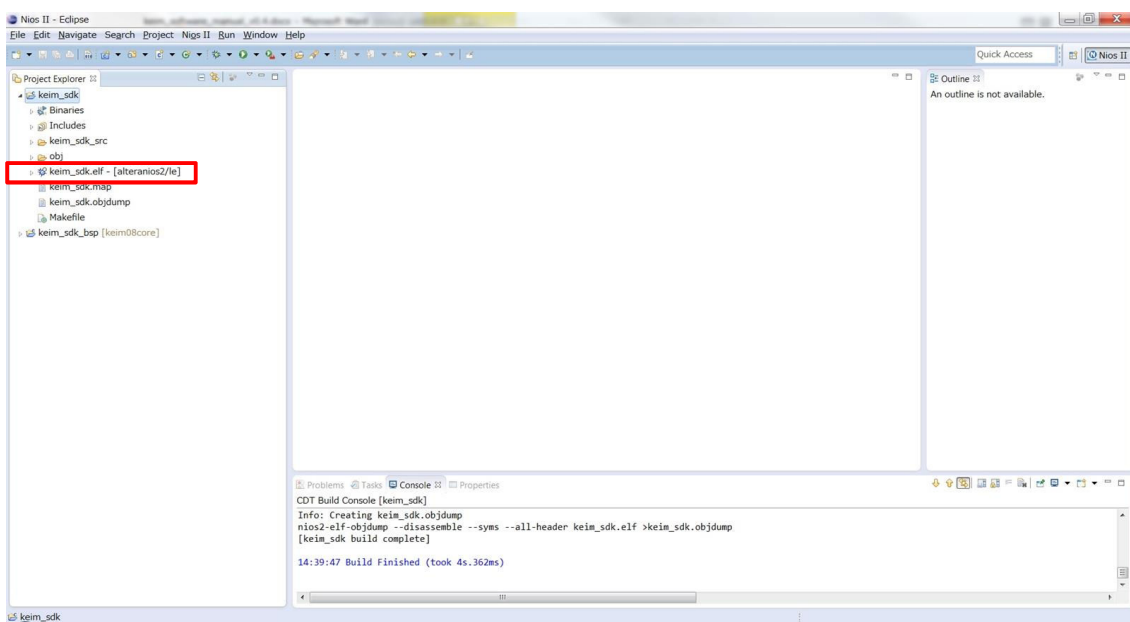 Nios II - Eclipse
File Edit Navigate Search Project Nios II Run Window Help
Quick Access
Nios II
Project Explorer
keim_sdk
Binaries
Includes
keim_sdk_src
obj
keim_sdk.elf - [alteranios2/le]
keim_sdk.map
keim_sdk.objdump
Makefile
keim_sdk_bsp [keim08core]
Outline
An outline is not available.
Problems Tasks Console Properties
CDT Build Console [keim_sdk]
Info: Creating keim_sdk.objdump
nios2-elf-objdump --disassemble --syms --all-header keim_sdk.elf >keim_sdk.objdump
[keim_sdk build complete]
14:39:47 Build Finished (took 4s.362ms)
keim_sdk